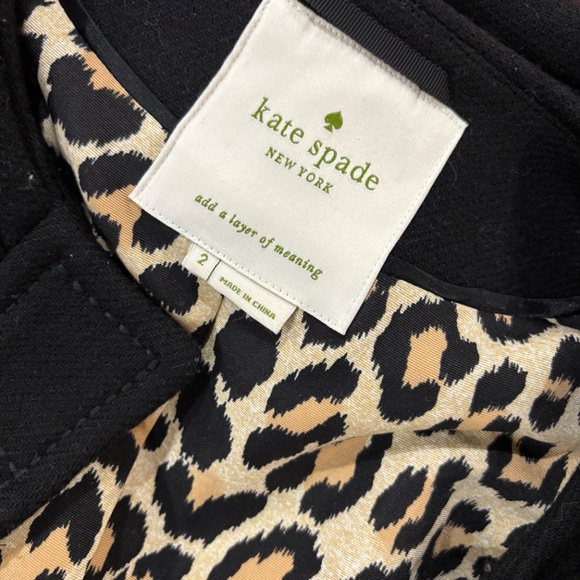 kate spade
NEW YORK
add a layer of meaning
2
MADE IN CHINA